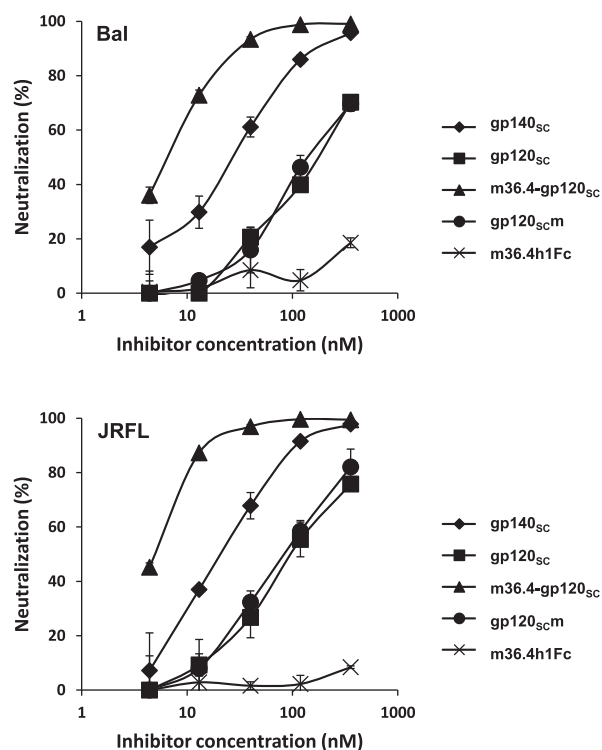 Bal
Neutralization (%)
100
80
60
40
20
0
1
10
100
1000
Inhibitor concentration (nM)
gp140SC
gp120SC
m36.4-gp120SC
gp120SCm
m36.4h1Fc
JRFL
Neutralization (%)
100
80
60
40
20
0
1
10
100
1000
Inhibitor concentration (nM)
gp140SC
gp120SC
m36.4-gp120SC
gp120SCm
m36.4h1Fc